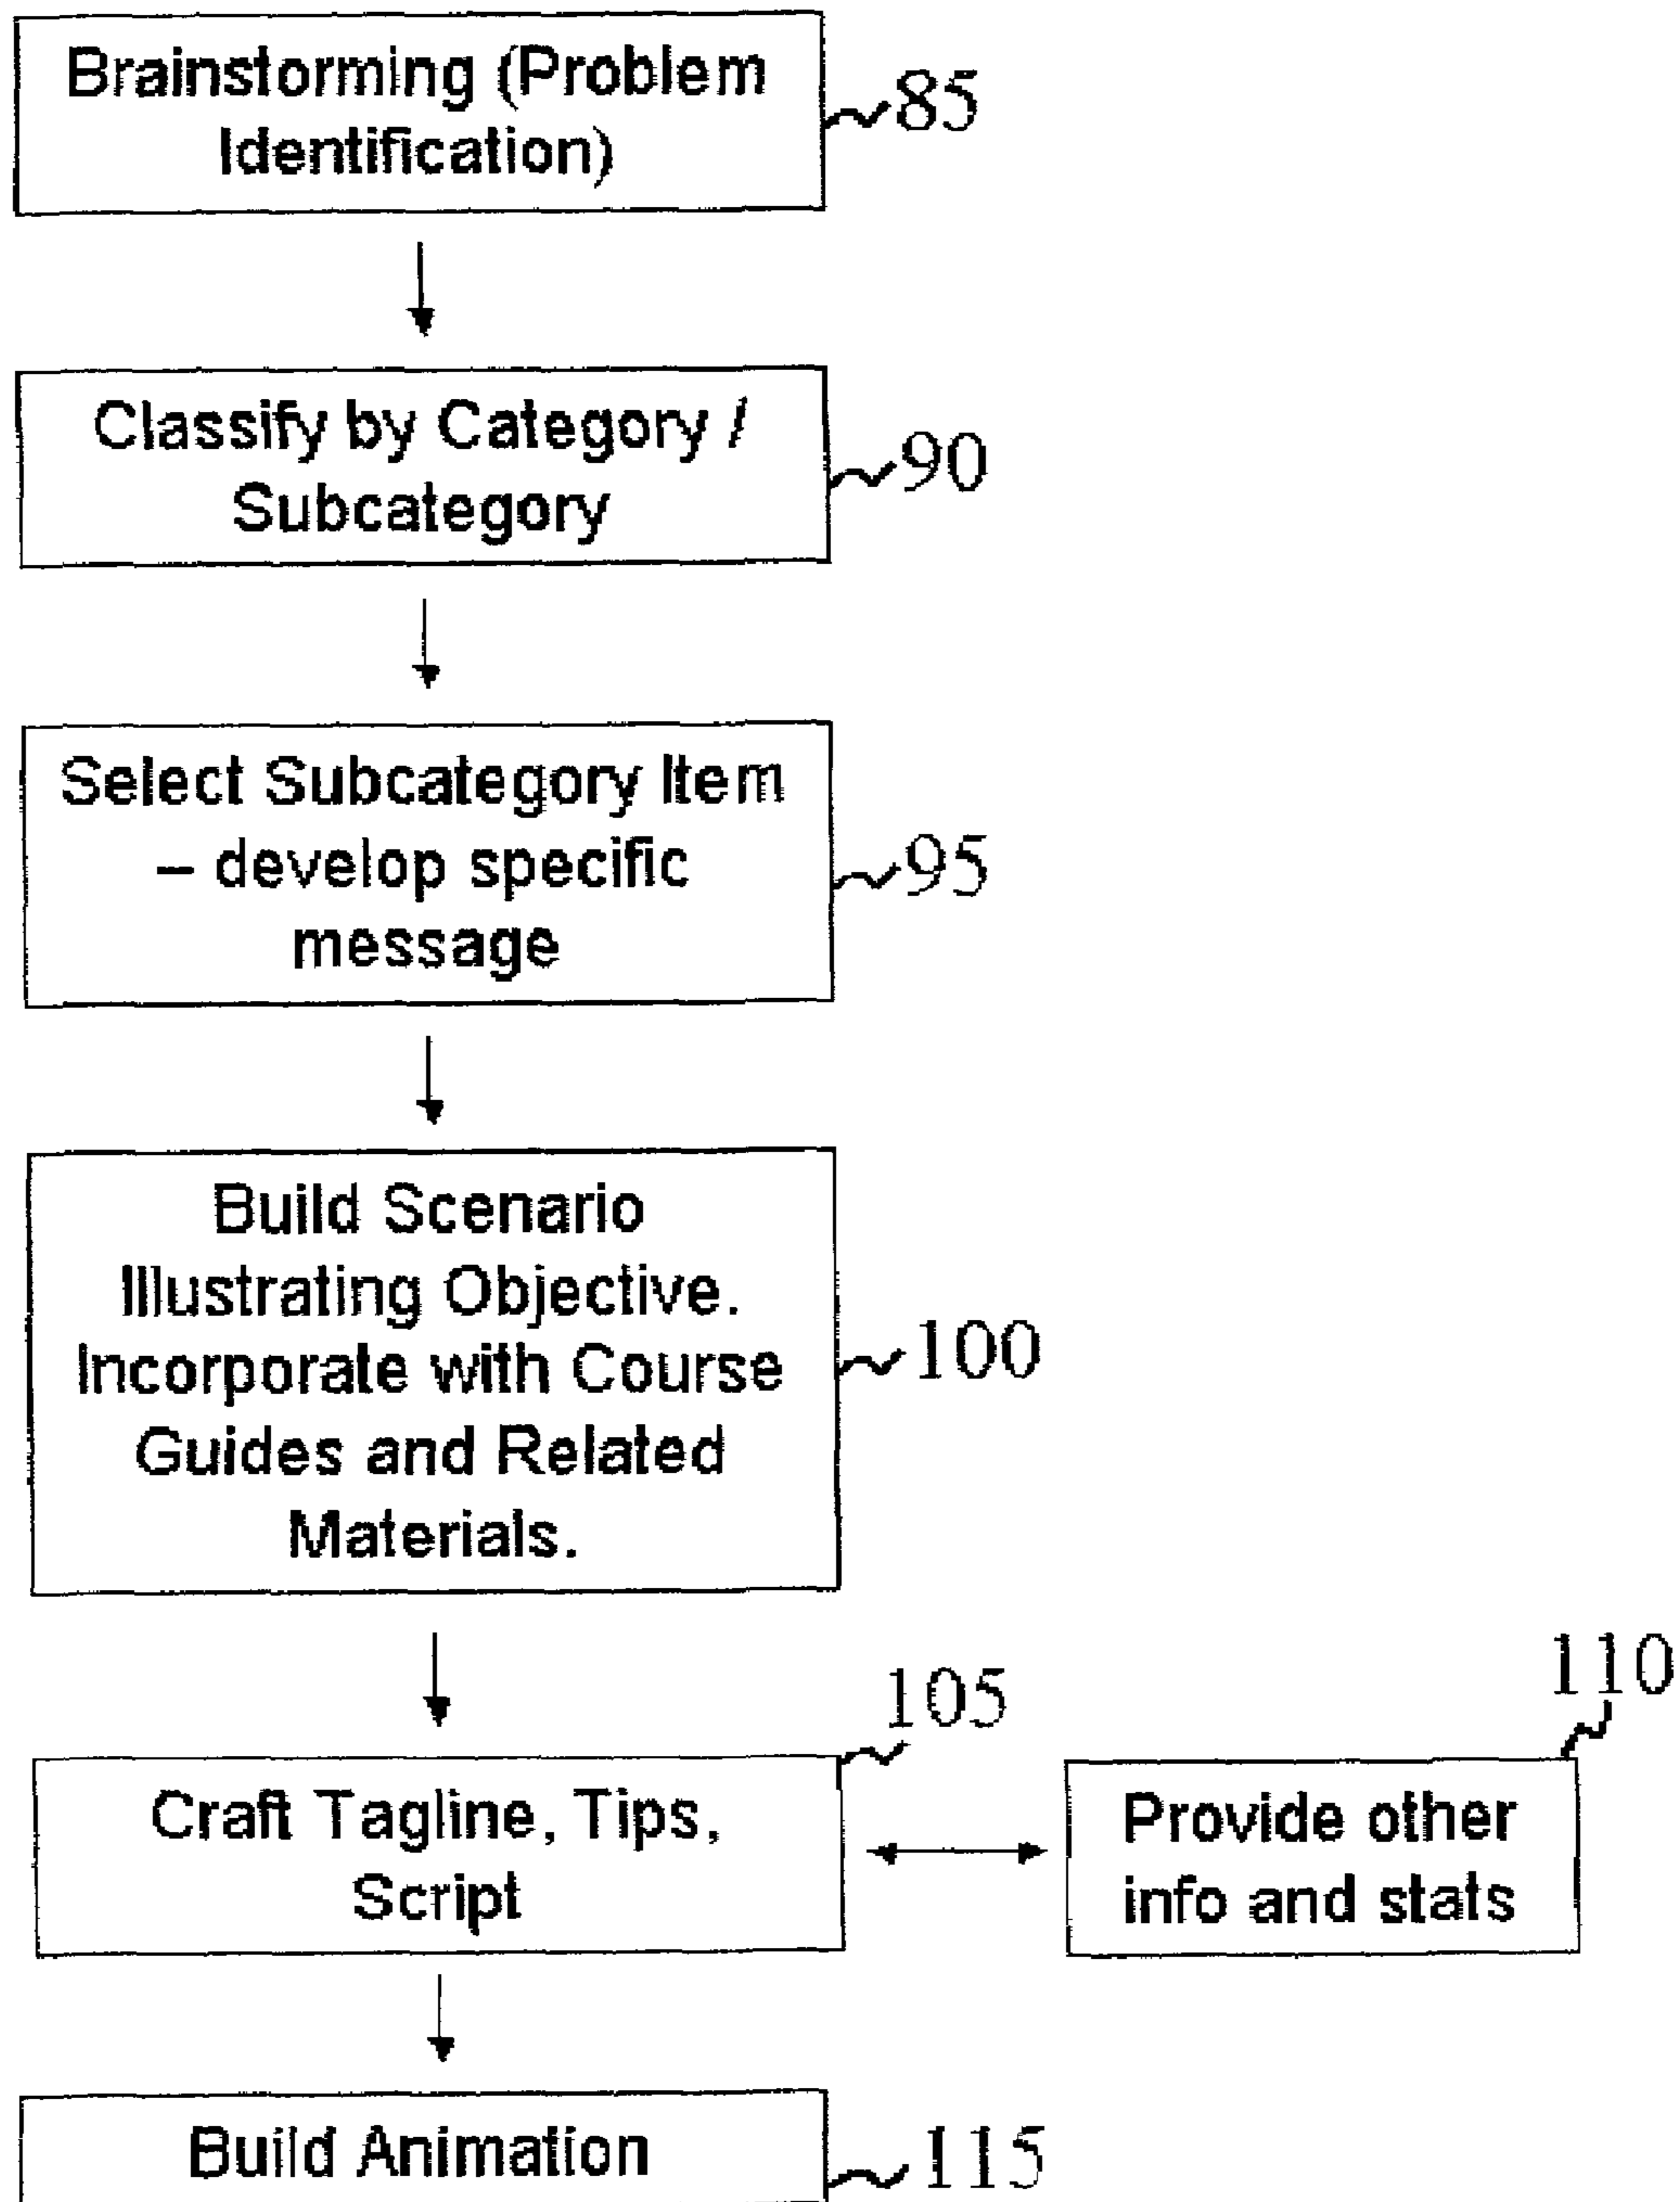 Brainstorming (Problem
Identification)
85
Classify by Category /
Subcategory
90
Select Subcategory Item
– develop specific
message
95
Build Scenario
Illustrating Objective.
Incorporate with Course
Guides and Related
Materials.
100
105
110
Craft Tagline, Tips,
Script
Provide other
info and stats
Build Animation
115